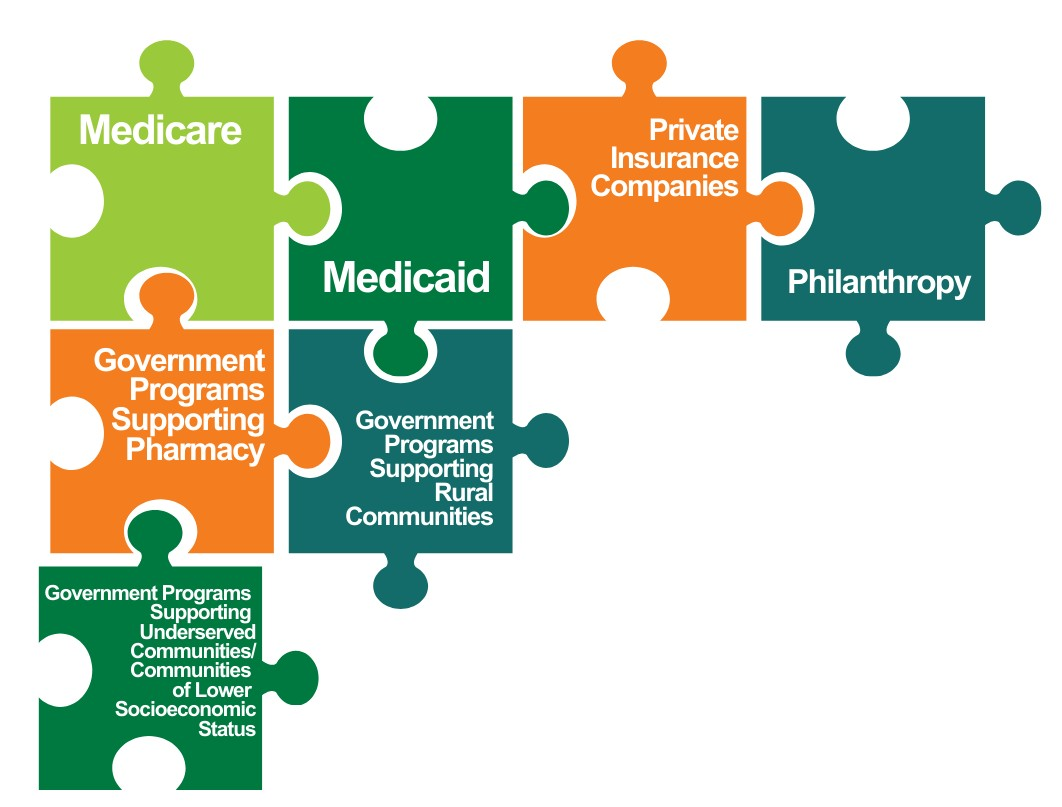 Medicare
Medicaid
Private
Insurance
Companies
Philanthropy
Government
Programs
Supporting
Pharmacy
Government
Programs
Supporting
Rural
Communities
Government Programs
Supporting
Underserved
Communities/
Communities
of Lower
Socioeconomic
Status